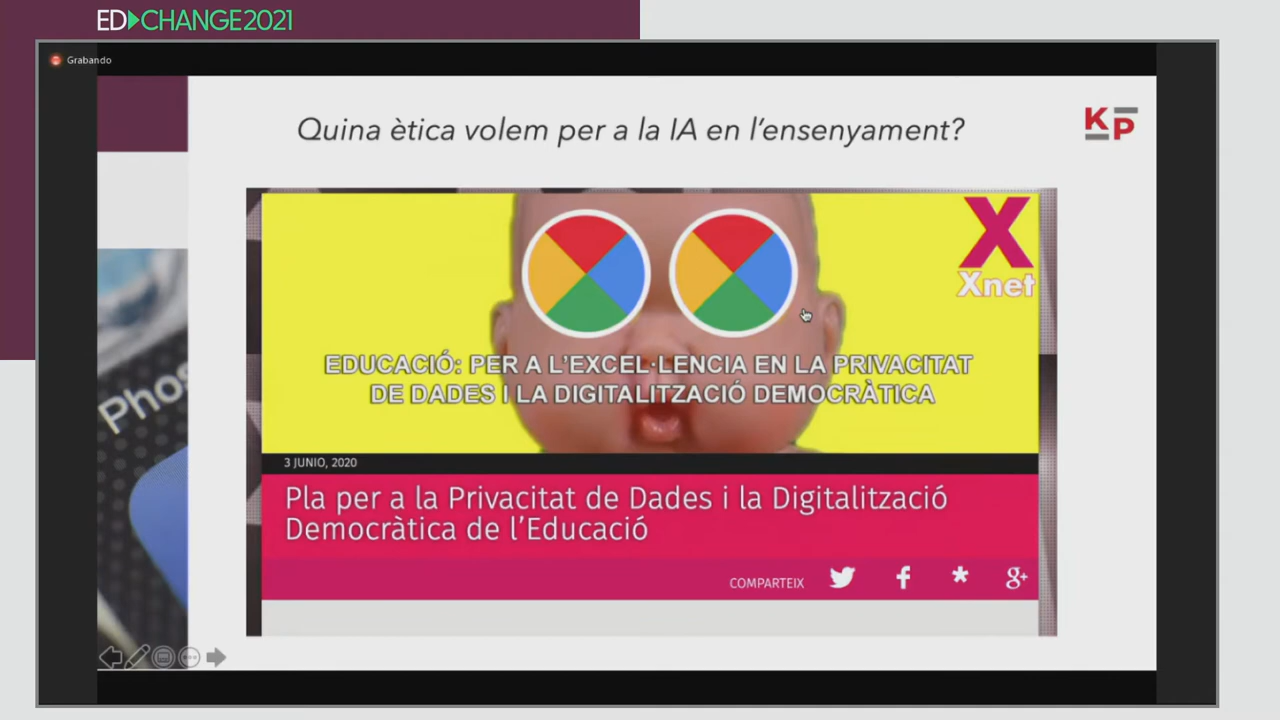 ED▶CHANGE2021
Grabando
Quina ètica volem per a la IA en l'ensenyament?
KP
X
Xnet
EDUCACIÓ: PER A L'EXCEL·LENCIA EN LA PRIVACITAT
DE DADES I LA DIGITALITZACIÓ DEMOCRÀTICA
Phos
3 JUNIO, 2020
Pla per a la Privacitat de Dades i la Digitalització
Democràtica de l'Educació
COMPARTEIX
g+